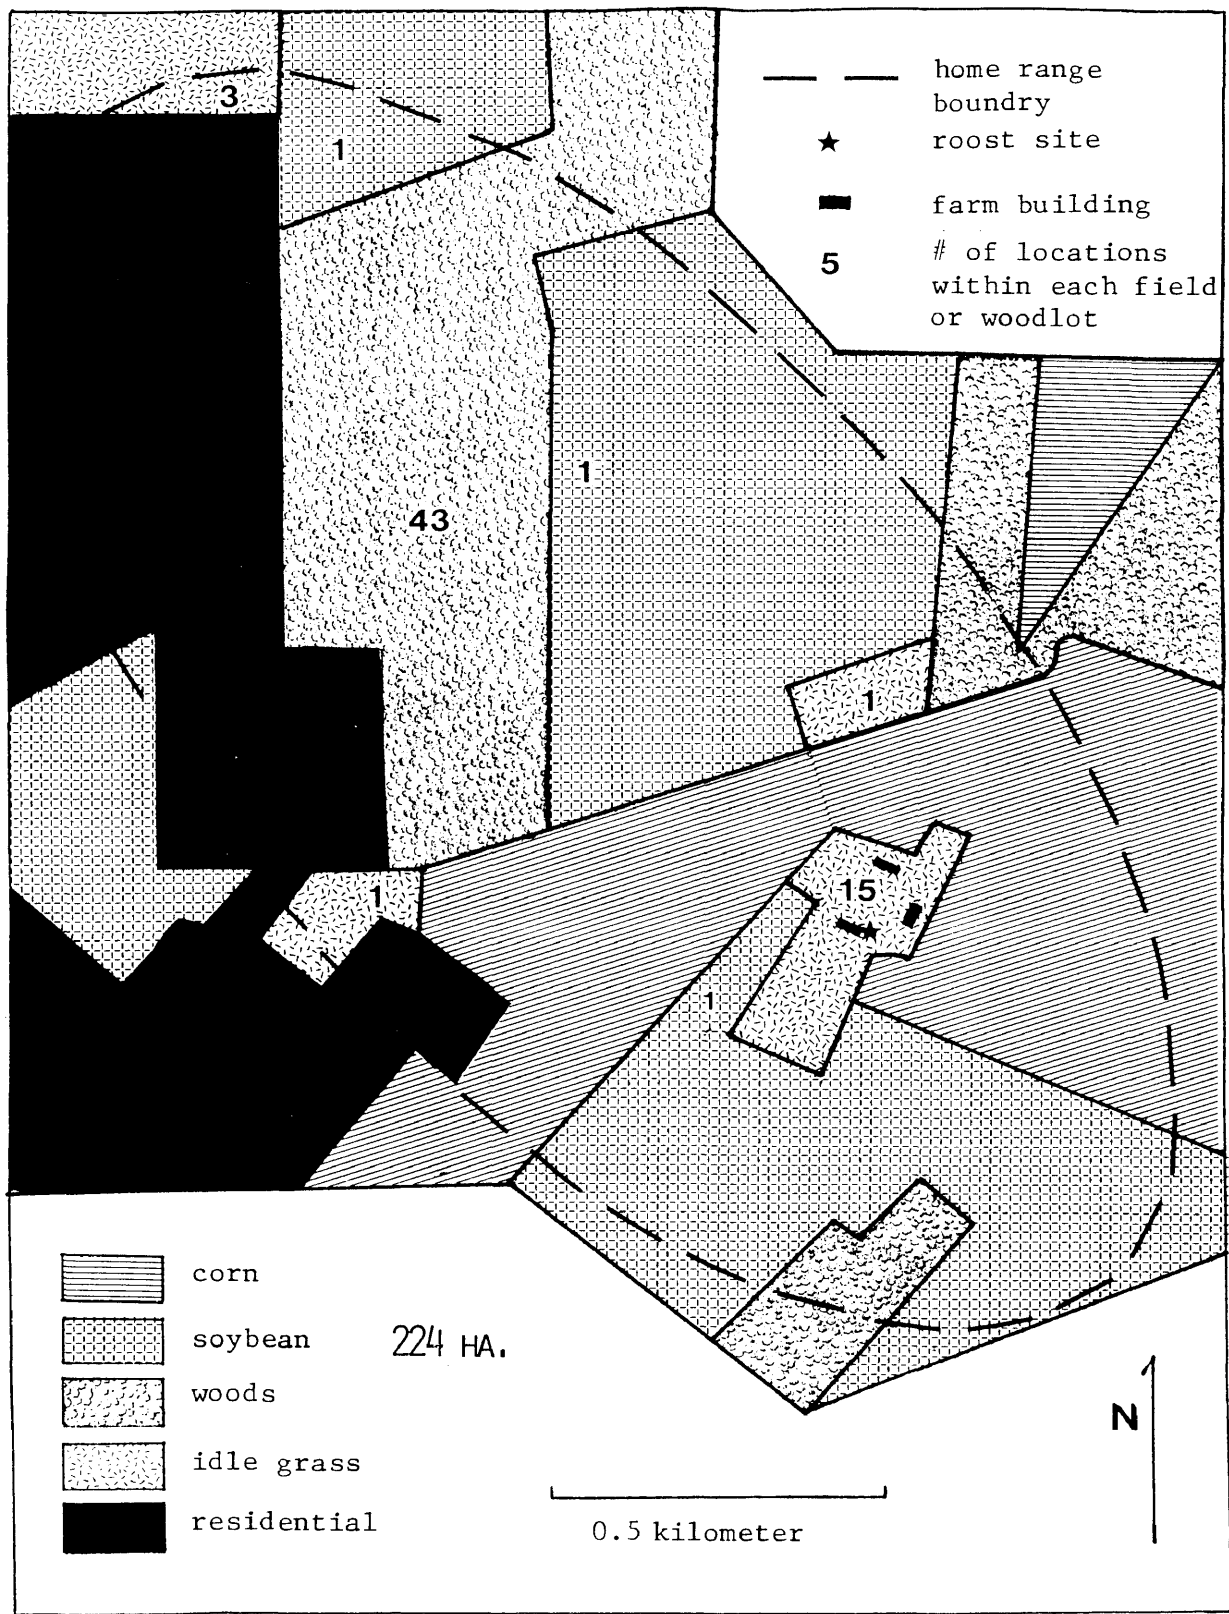 home range
boundry
roost site
farm building
5
# of locations
within each field
or woodlot
3
1
1
43
1
1
15
1
corn
soybean
224 HA.
woods
idle grass
residential
N
0.5 kilometer